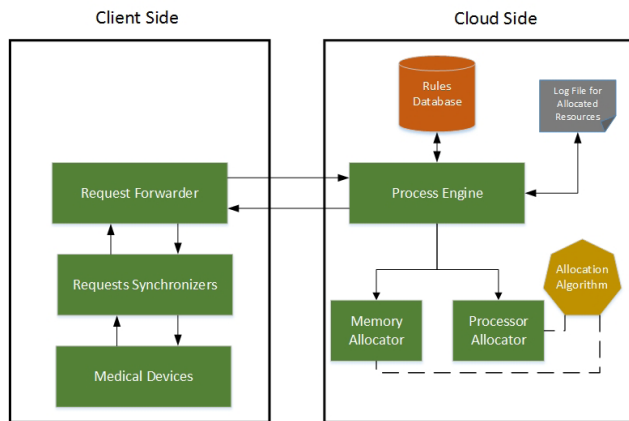 Client Side
Cloud Side
Rules
Database
Log File for
Allocated
Resources
Request Forwarder
Process Engine
Requests Synchronizers
Allocation
Algorithm
Memory
Allocator
Processor
Allocator
Medical Devices